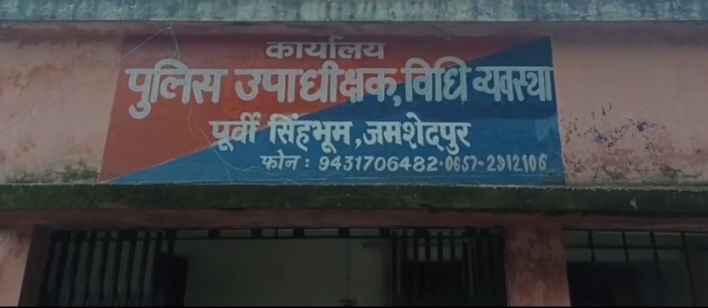 कार्यालय
पुलिस उपाधीक्षक, विधि व्यवस्था
पूर्वी सिंहभूम, जमशेदपुर
फोन : 9431706482-0657-2912106